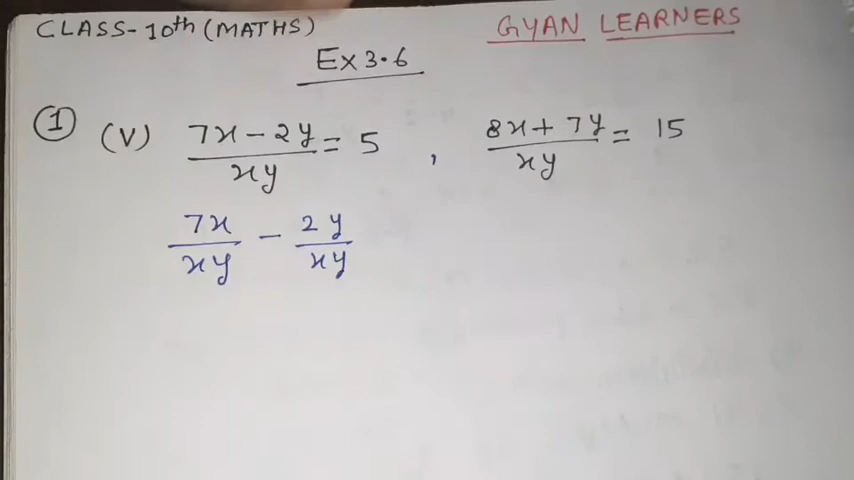 CLASS-10th (MATHS) GYAN LEARNERS
Ex 3.6
① (V) (7x - 2y)/(xy) = 5 , (8x + 7y)/(xy) = 15
7x/(xy) - 2y/(xy)